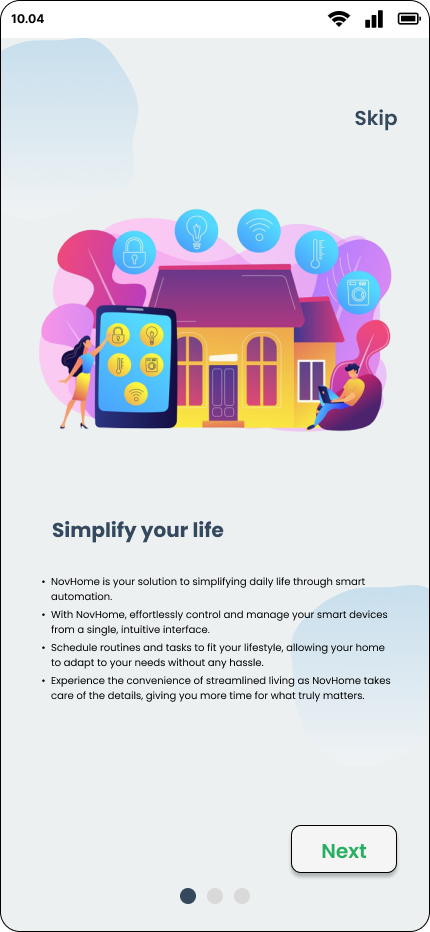 10.04
Skip
Simplify your life
• NovHome is your solution to simplifying daily life through smart
automation.
• With NovHome, effortlessly control and manage your smart devices
from a single, intuitive interface.
• Schedule routines and tasks to fit your lifestyle, allowing your home
to adapt to your needs without any hassle.
• Experience the convenience of streamlined living as NovHome takes
care of the details, giving you more time for what truly matters.
Next